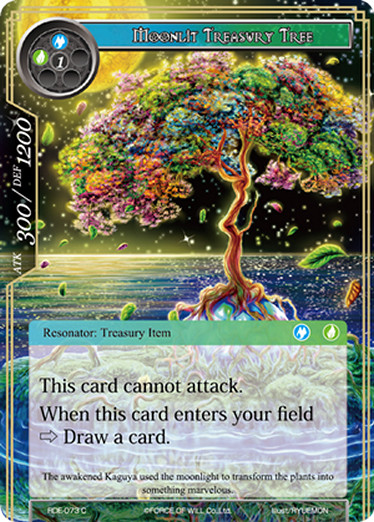 Moonlit Treasury Tree
1
ATK 300 / DEF 1200
Resonator: Treasury Item
This card cannot attack.
When this card enters your field
⇨ Draw a card.
The awakened Kaguya used the moonlight to transform the plants into
something marvelous.
RDE-073 C ©FORCE OF WILL Co.,Ltd. Illust/RYUEMON